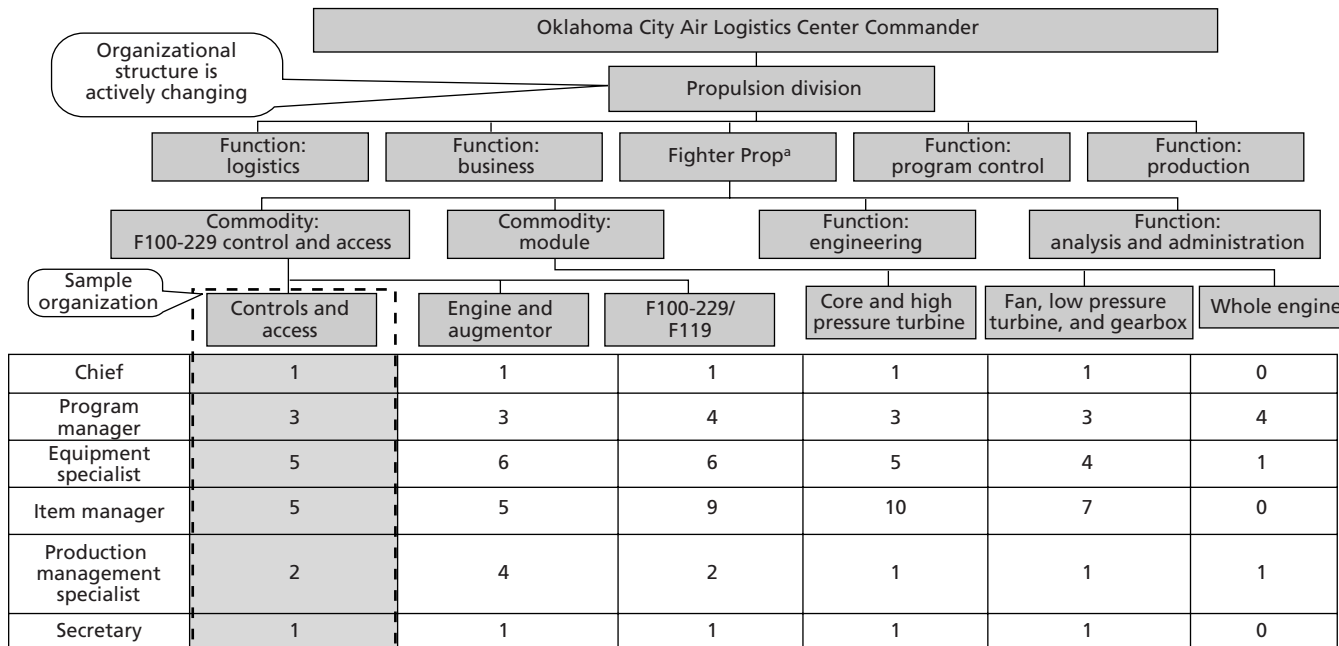 Oklahoma City Air Logistics Center Commander
Organizational
structure is
actively changing
Propulsion division
Function:
logistics
Function:
business
Fighter Propᵃ
Function:
program control
Function:
production
Commodity:
F100-229 control and access
Commodity:
module
Function:
engineering
Function:
analysis and administration
Sample
organization
Controls and
access
Engine and
augmentor
F100-229/
F119
Core and high
pressure turbine
Fan, low pressure
turbine, and gearbox
Whole engine
Chief 1 1 1 1 1 0
Program
manager 3 3 4 3 3 4
Equipment
specialist 5 6 6 5 4 1
Item manager 5 5 9 10 7 0
Production
management
specialist 2 4 2 1 1 1
Secretary 1 1 1 1 1 0